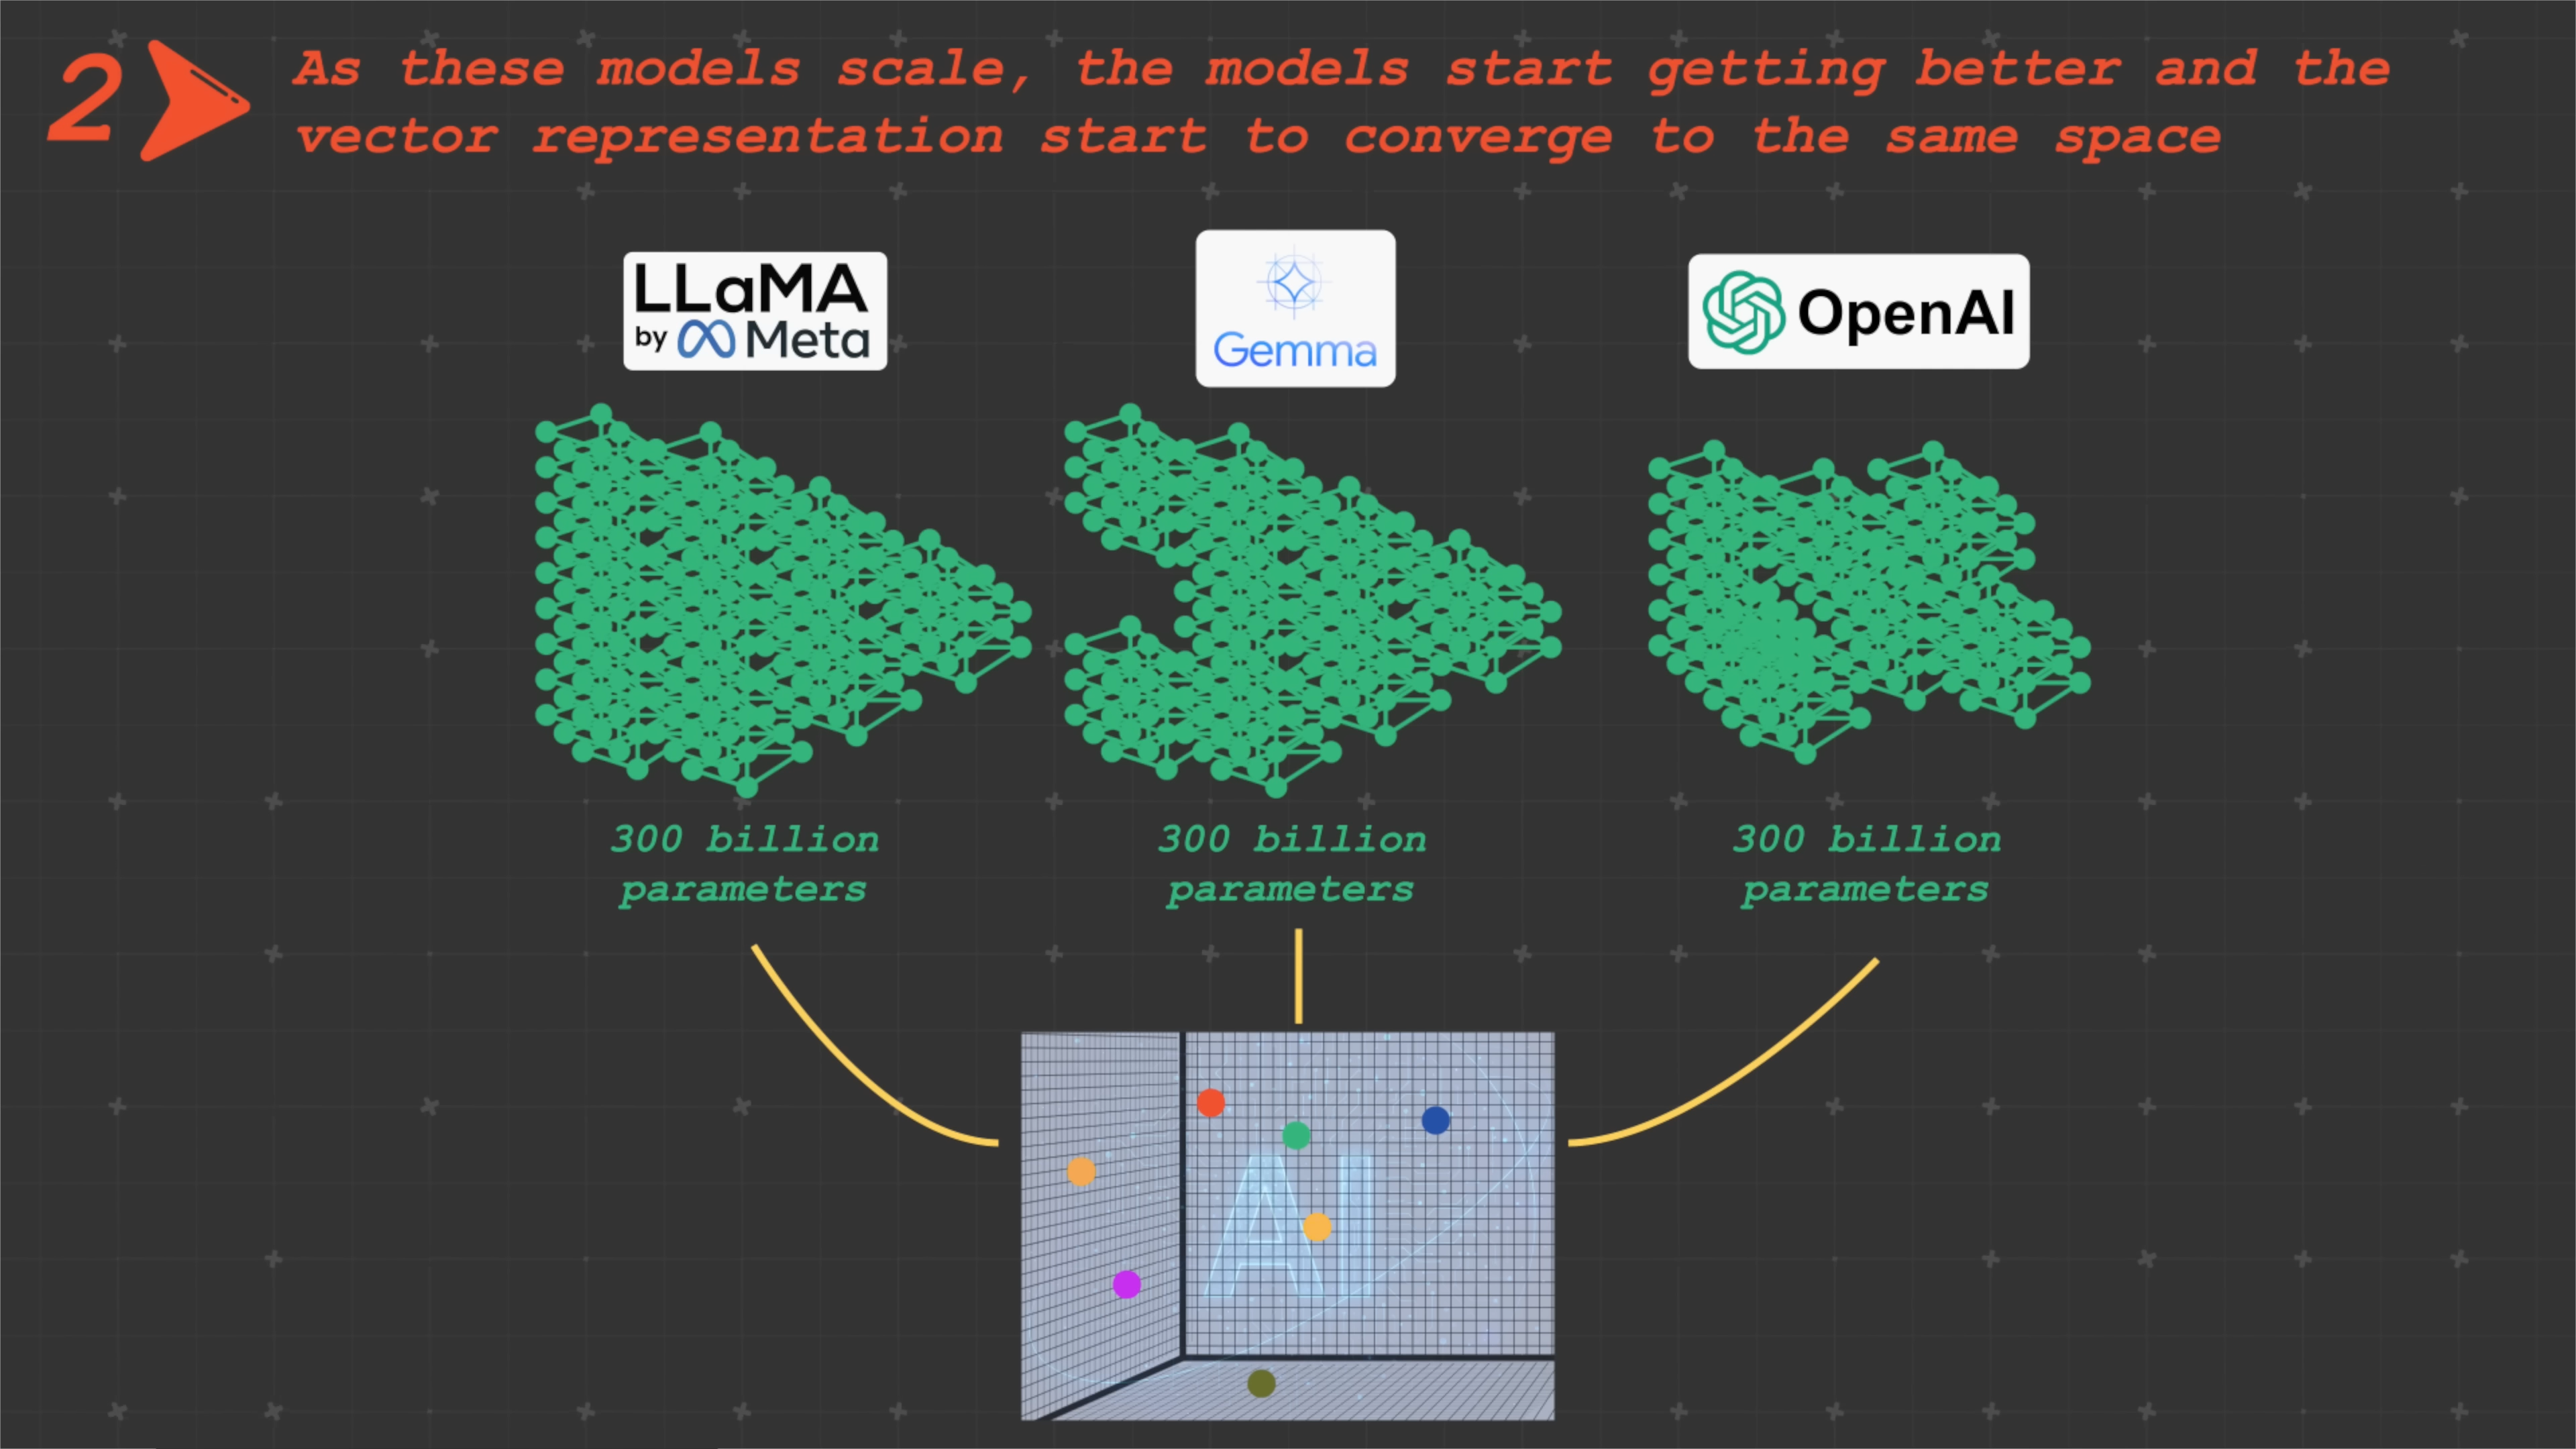 2
As these models scale, the models start getting better and the
vector representation start to converge to the same space
LLaMA
by Meta
Gemma
OpenAI
300 billion
parameters
300 billion
parameters
300 billion
parameters
AI